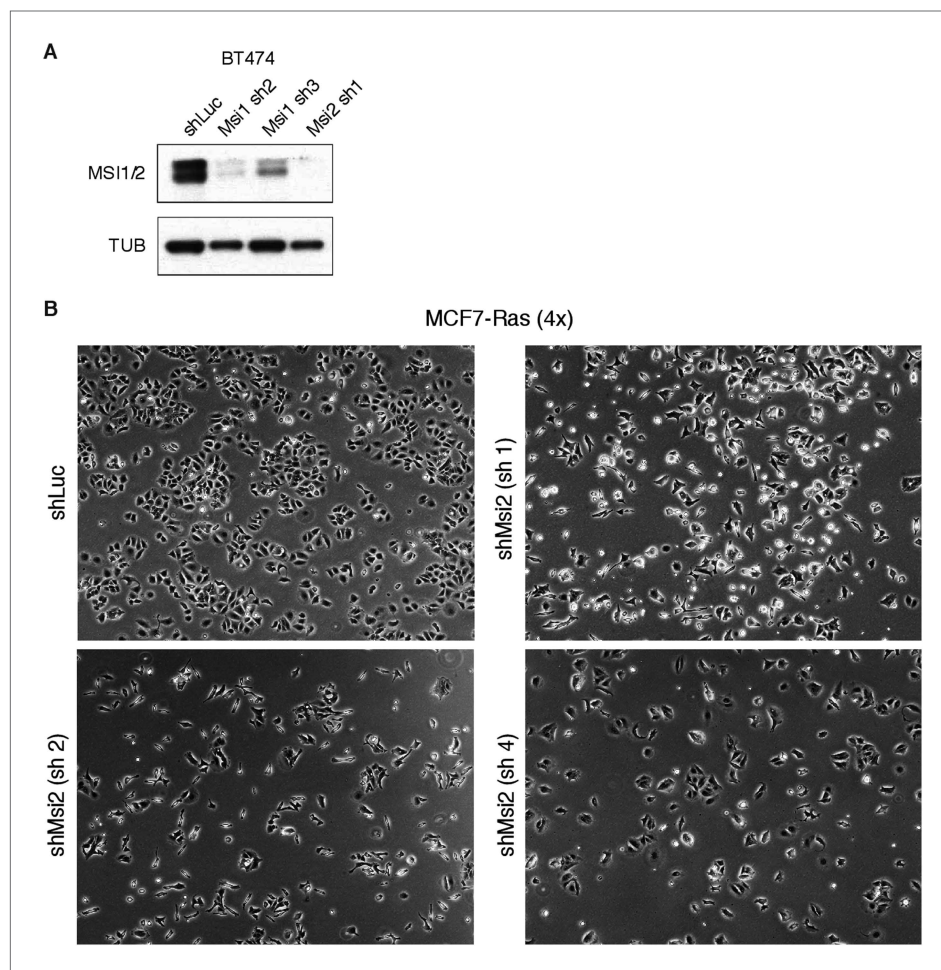 A
BT474
shLuc
Msi1 sh2
Msi1 sh3
Msi2 sh1
MSI1/2
TUB
B
MCF7-Ras (4x)
shLuc
shMsi2 (sh 1)
shMsi2 (sh 2)
shMsi2 (sh 4)